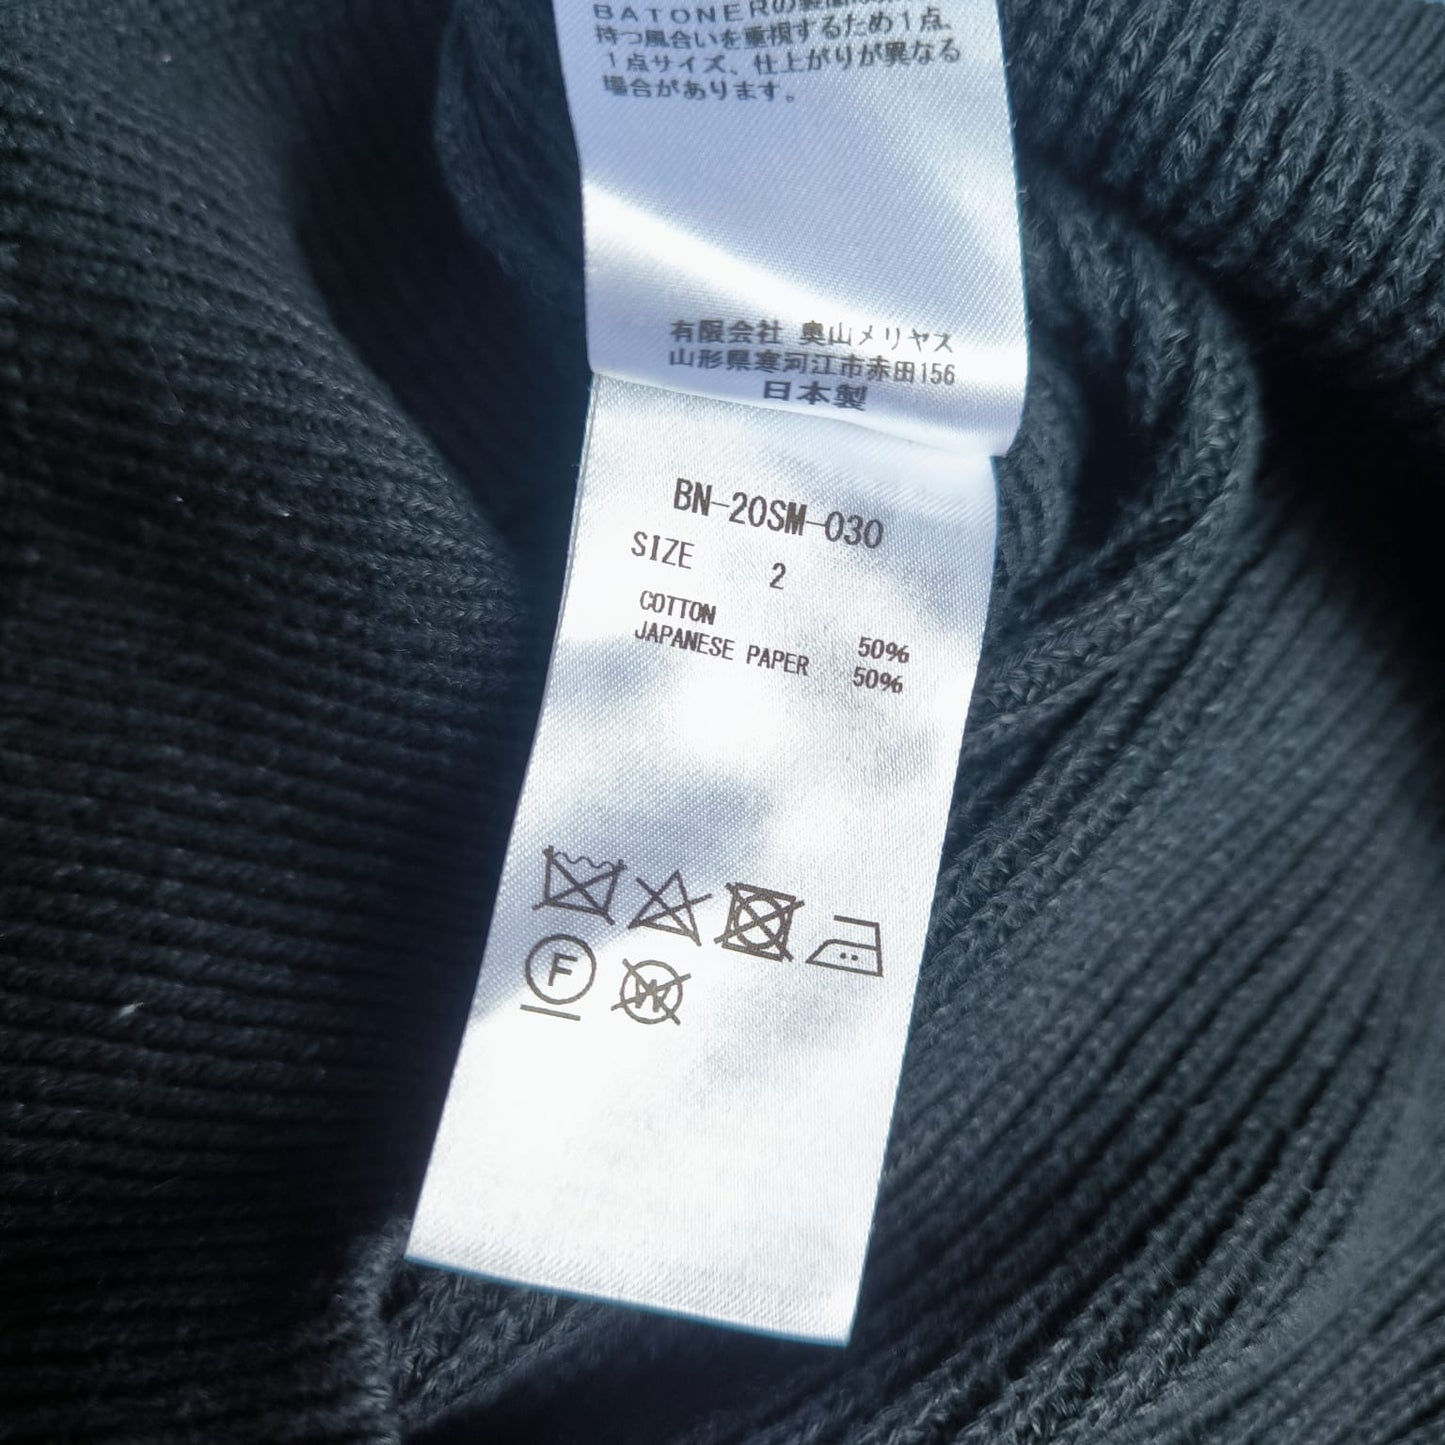 BATONERの
持つ風合いを重視するため1点、
1点サイズ、仕上がりが異なる
場合があります。
有限会社 奥山メリヤス
山形県寒河江市赤田156
日本製
BN-20SM-030
SIZE 2
COTTON 50%
JAPANESE PAPER 50%
F
W